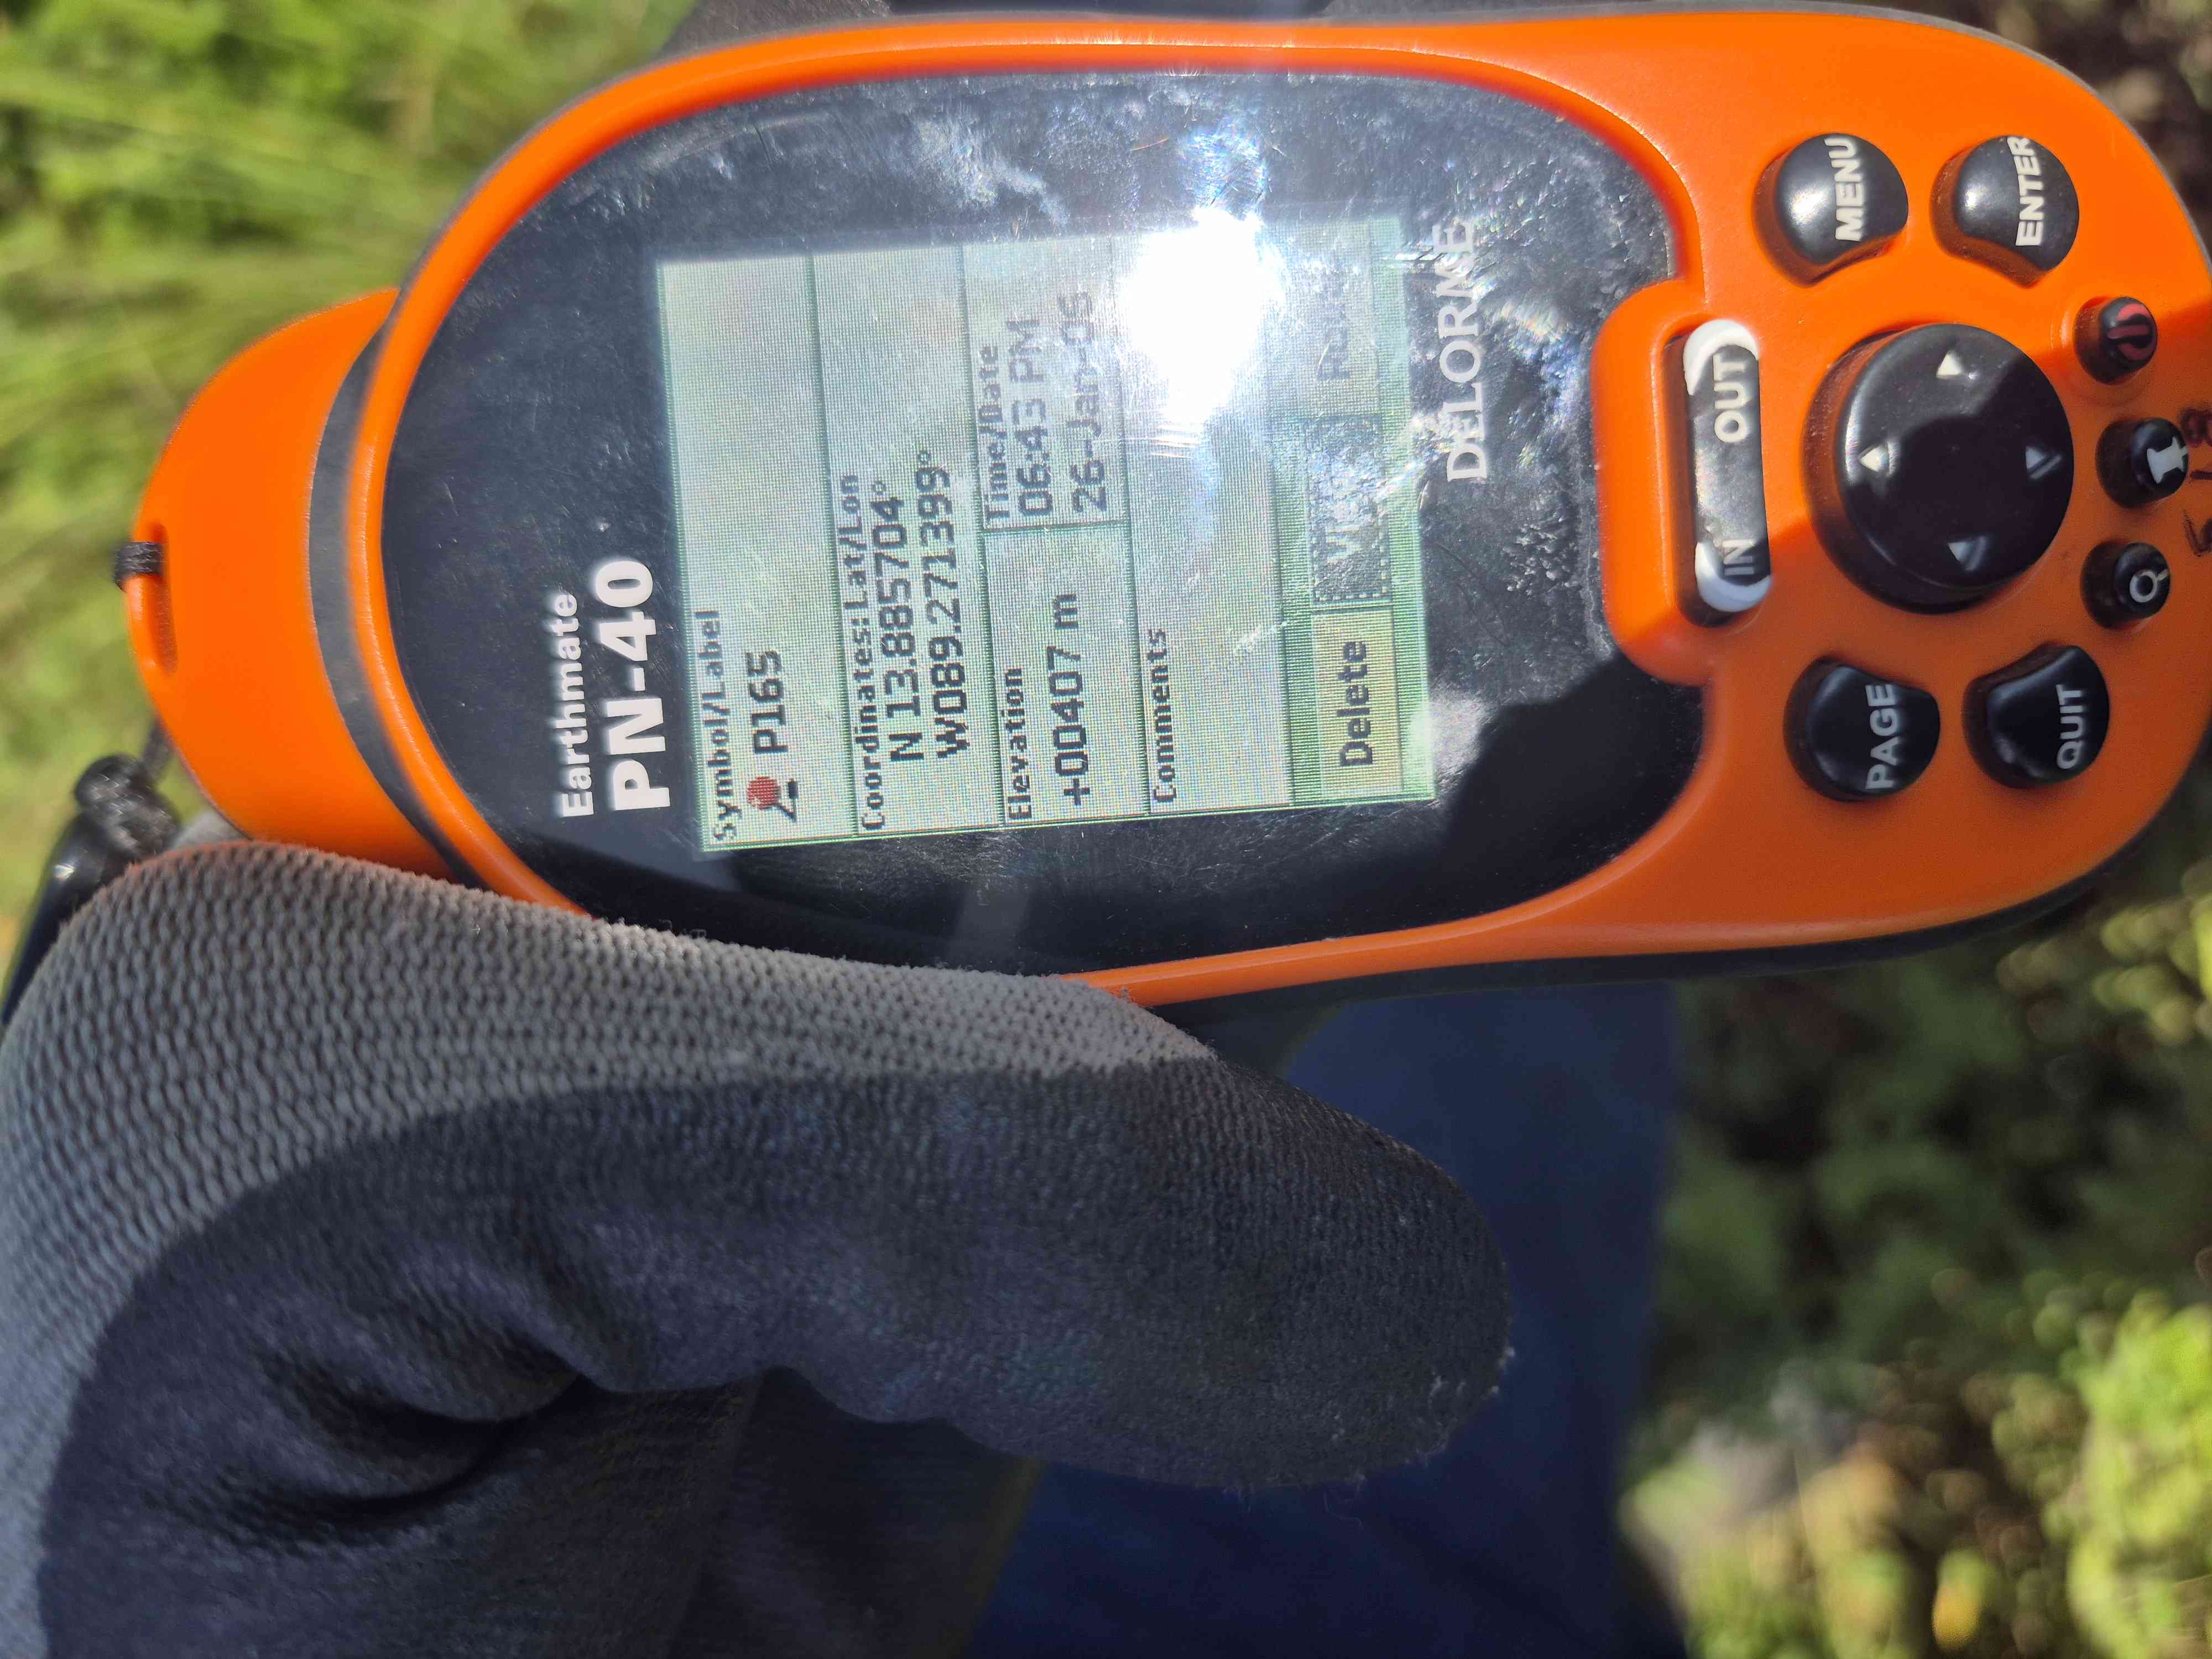 Earthmate
PN-40
Symbol/Label
P165
Coordinates:Lat/Lon
N 13.885704°
W089.271399°
Elevation
+00407 m
Time/Date
06:43 PM
26-Jan-06
Comments
Delete
DELORME
IN OUT
PAGE
MENU
QUIT
ENTER